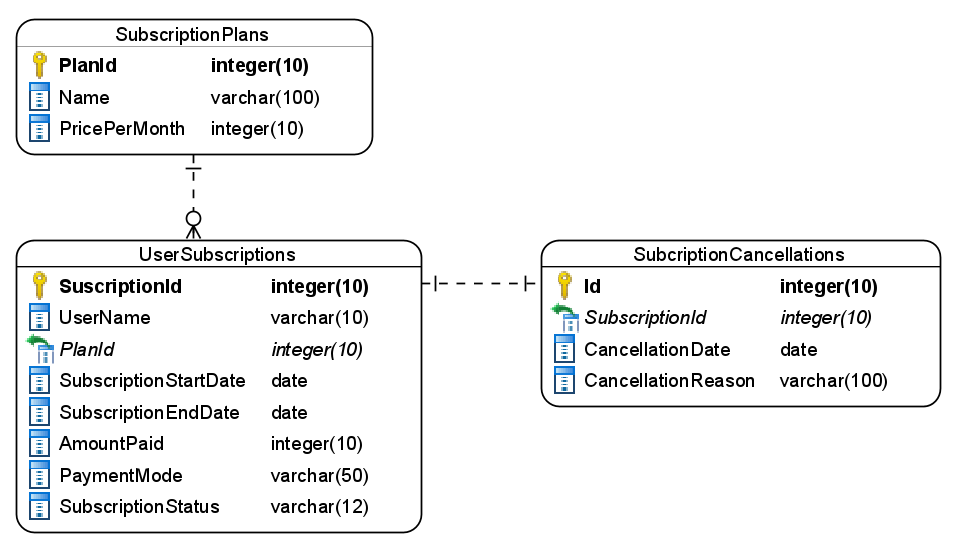 SubscriptionPlans
PlanId integer(10)
Name varchar(100)
PricePerMonth integer(10)
UserSubscriptions
SuscriptionId integer(10)
UserName varchar(10)
PlanId integer(10)
SubscriptionStartDate date
SubscriptionEndDate date
AmountPaid integer(10)
PaymentMode varchar(50)
SubscriptionStatus varchar(12)
SubcriptionCancellations
Id integer(10)
SubscriptionId integer(10)
CancellationDate date
CancellationReason varchar(100)